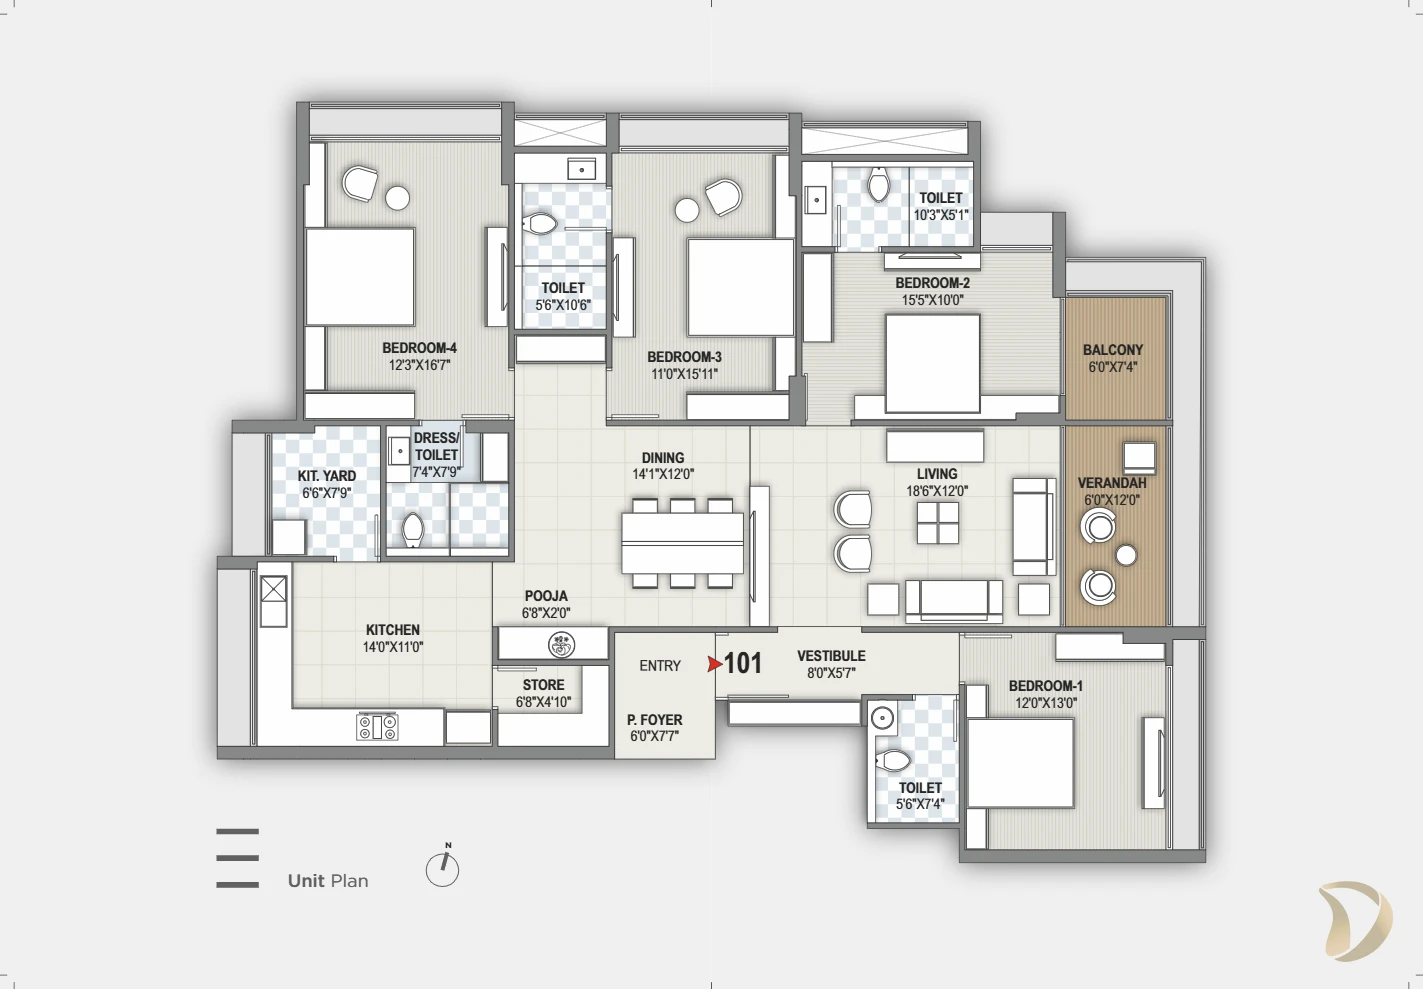 TOILET
10'3"X5'1"
BEDROOM-2
15'5"X10'0"
TOILET
5'6"X10'6"
BEDROOM-4
12'3"X16'7"
BEDROOM-3
11'0"X15'11"
BALCONY
6'0"X7'4"
DRESS/
TOILET
7'4"X7'9"
KIT. YARD
6'6"X7'9"
DINING
14'1"X12'0"
LIVING
18'6"X12'0"
VERANDAH
6'0"X12'0"
POOJA
6'8"X2'0"
KITCHEN
14'0"X11'0"
ENTRY
101
VESTIBULE
8'0"X5'7"
STORE
6'8"X4'10"
BEDROOM-1
12'0"X13'0"
P. FOYER
6'0"X7'7"
TOILET
5'6"X7'4"
N
Unit Plan